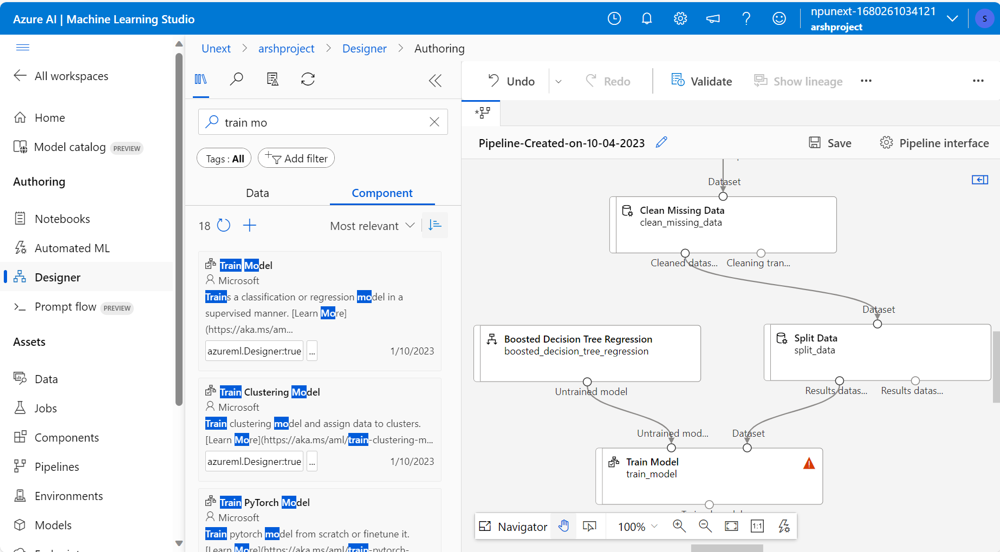 Azure AI | Machine Learning Studio
npunext-1680261034121
arshproject
S
All workspaces
Home
Model catalog PREVIEW
Authoring
Notebooks
Automated ML
Designer
Prompt flow PREVIEW
Assets
Data
Jobs
Components
Pipelines
Environments
Models
Unext > arshproject > Designer > Authoring
train mo
Tags : All
Add filter
Data
Component
18
Most relevant
Train Model
Microsoft
Trains a classification or regression model in a
supervised manner. [Learn More]
(https://aka.ms/am...
azureml.Designer:true
...
1/10/2023
Train Clustering Model
Microsoft
Train clustering model and assign data to clusters.
[Learn More](https://aka.ms/aml/train-clustering-m...
azureml.Designer:true
...
1/10/2023
Train PyTorch Model
Microsoft
Train pytorch model from scratch or finetune it.
[Learn More](https://aka.ms/aml/train-pytorch-
Undo
Redo
Validate
Show lineage
Pipeline-Created-on-10-04-2023
Save
Pipeline interface
Dataset
Clean Missing Data
clean_missing_data
Cleaned datas...
Cleaning tran...
Dataset
Boosted Decision Tree Regression
boosted_decision_tree_regression
Split Data
split_data
Untrained model
Results datas...
Results datas...
Untrained mod...
Dataset
Train Model
train_model
Navigator
100%
1:1